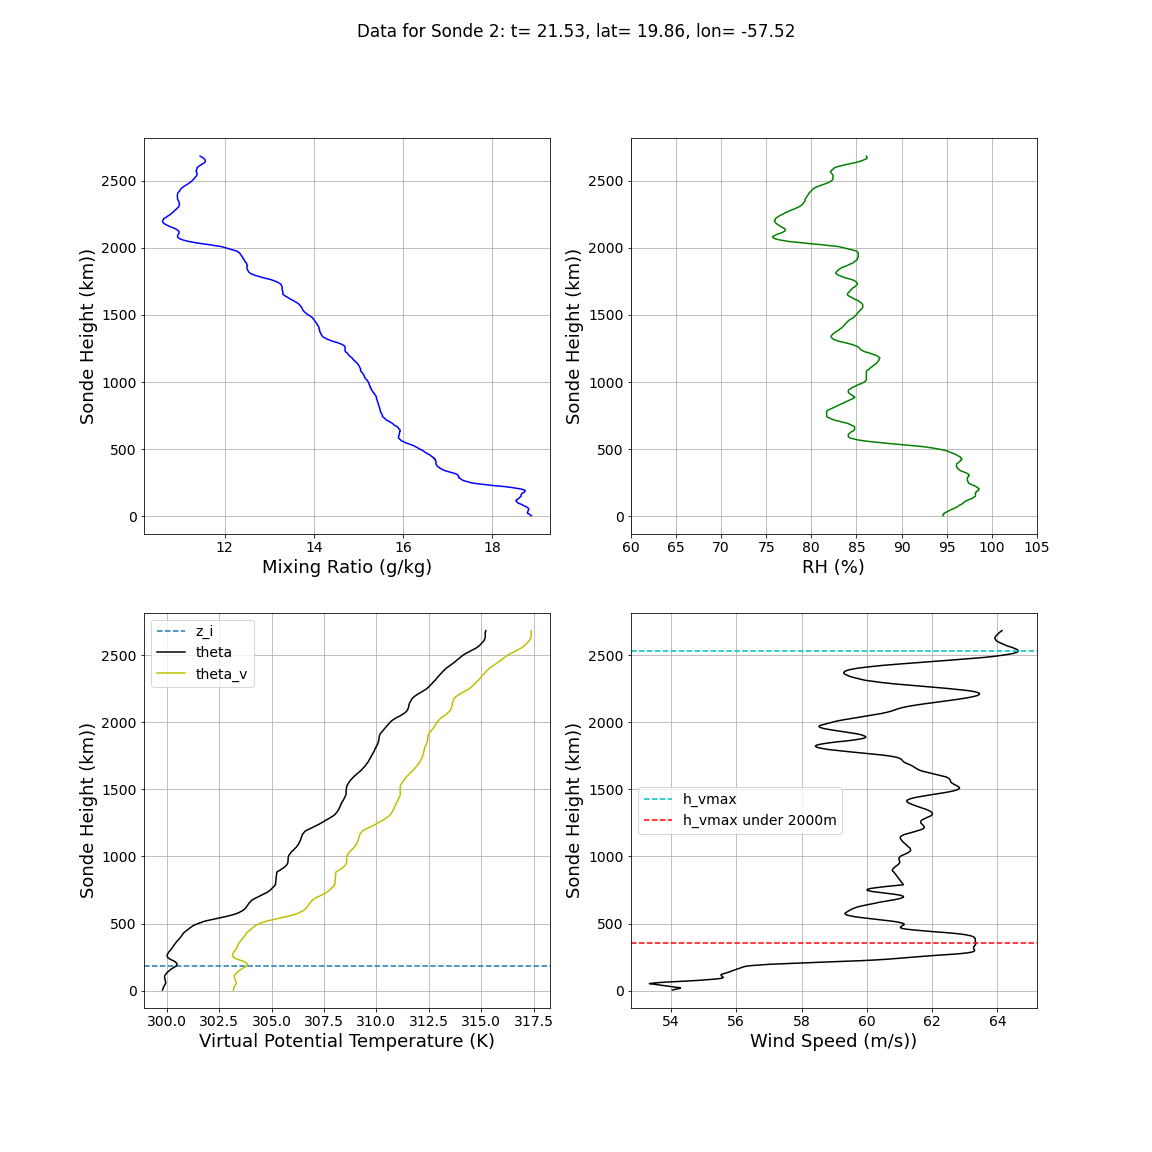 Data for Sonde 2: t= 21.53, lat= 19.86, lon= -57.52
2500
2000
1500
1000
500
0
Sonde Height (km))
12 14 16 18
Mixing Ratio (g/kg)
2500
2000
1500
1000
500
0
Sonde Height (km))
60 65 70 75 80 85 90 95 100 105
RH (%)
z_i
theta
theta_v
2500
2000
1500
1000
500
0
Sonde Height (km))
300.0 302.5 305.0 307.5 310.0 312.5 315.0 317.5
Virtual Potential Temperature (K)
2500
2000
1500
1000
500
0
Sonde Height (km))
h_vmax
h_vmax under 2000m
54 56 58 60 62 64
Wind Speed (m/s))